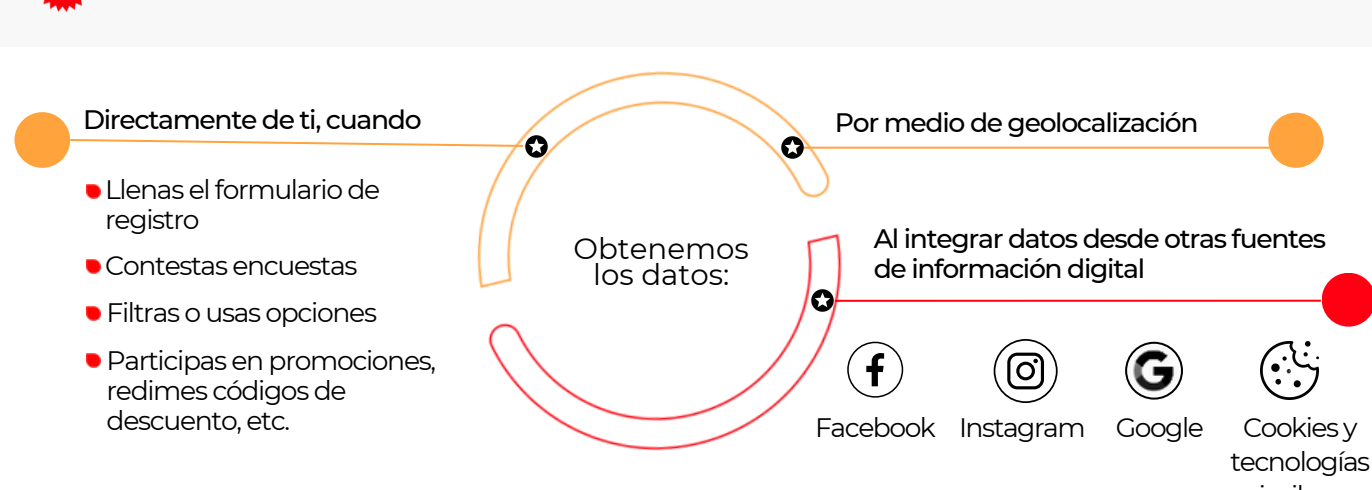 Directamente de ti, cuando
Llenas el formulario de
registro
Contestas encuestas
Filtras o usas opciones
Participas en promociones,
redimes códigos de
descuento, etc.
Obtenemos
los datos:
Por medio de geolocalización
Al integrar datos desde otras fuentes
de información digital
Facebook
Instagram
Google
Cookies y
tecnologías